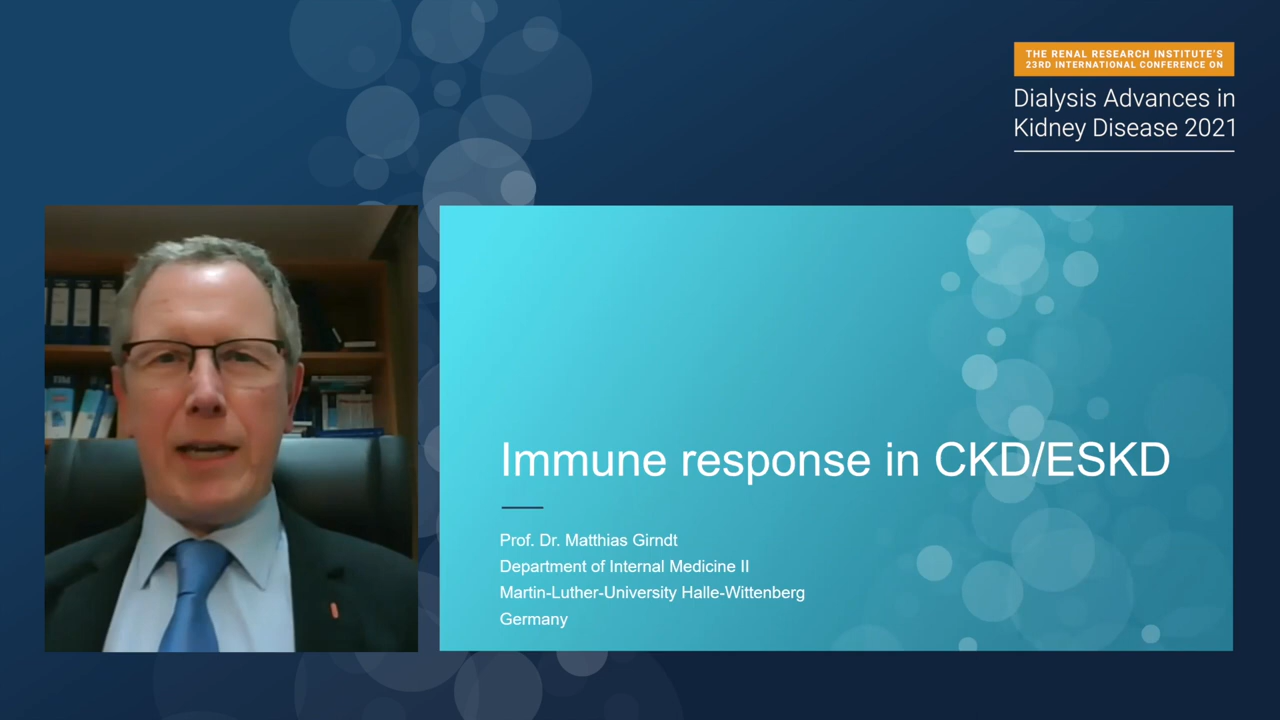 THE RENAL RESEARCH INSTITUTE'S
23RD INTERNATIONAL CONFERENCE ON
Dialysis Advances in
Kidney Disease 2021
Immune response in CKD/ESKD
Prof. Dr. Matthias Girndt
Department of Internal Medicine II
Martin-Luther-University Halle-Wittenberg
Germany